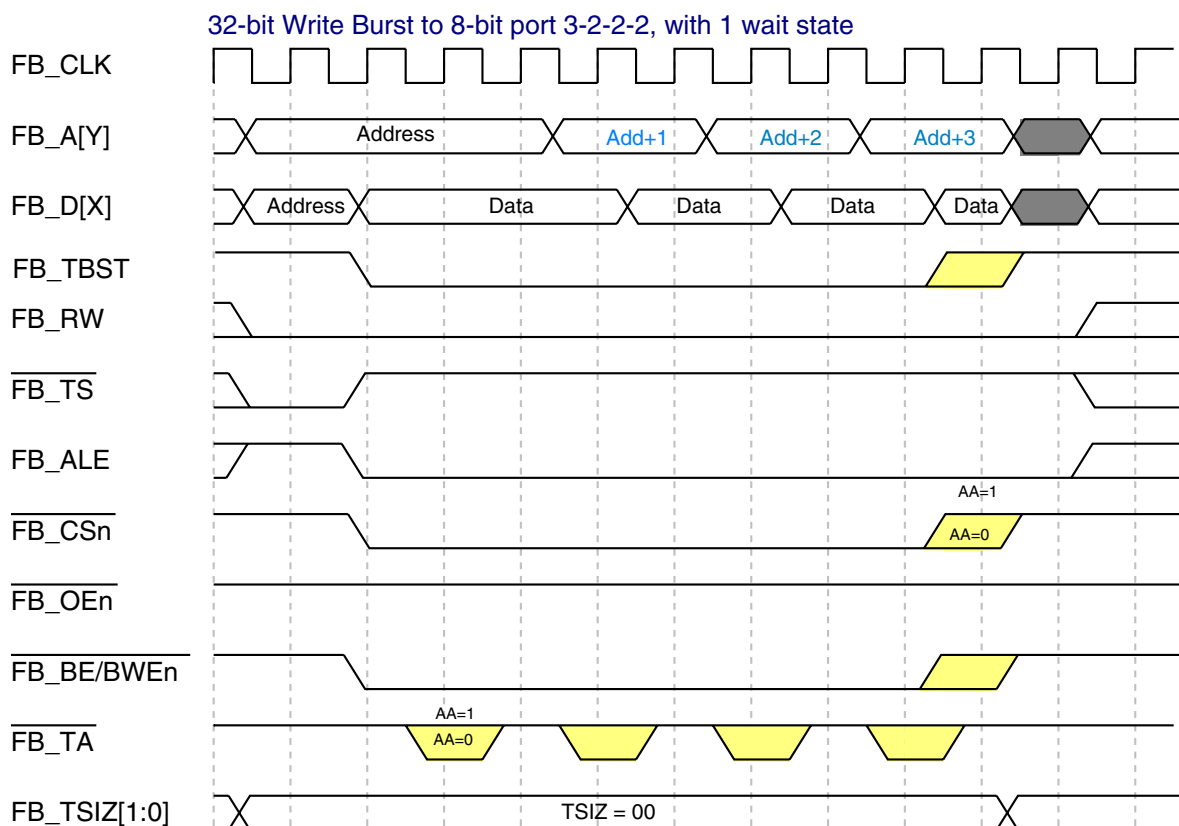 32-bit Write Burst to 8-bit port 3-2-2-2, with 1 wait state
FB_CLK
FB_A[Y] Address Add+1 Add+2 Add+3
FB_D[X] Address Data Data Data Data
FB_TBST
FB_RW
FB_TS
FB_ALE
AA=1
FB_CSn AA=0
FB_OEn
FB_BE/BWEn
AA=1
FB_TA AA=0
FB_TSIZ[1:0] TSIZ = 00